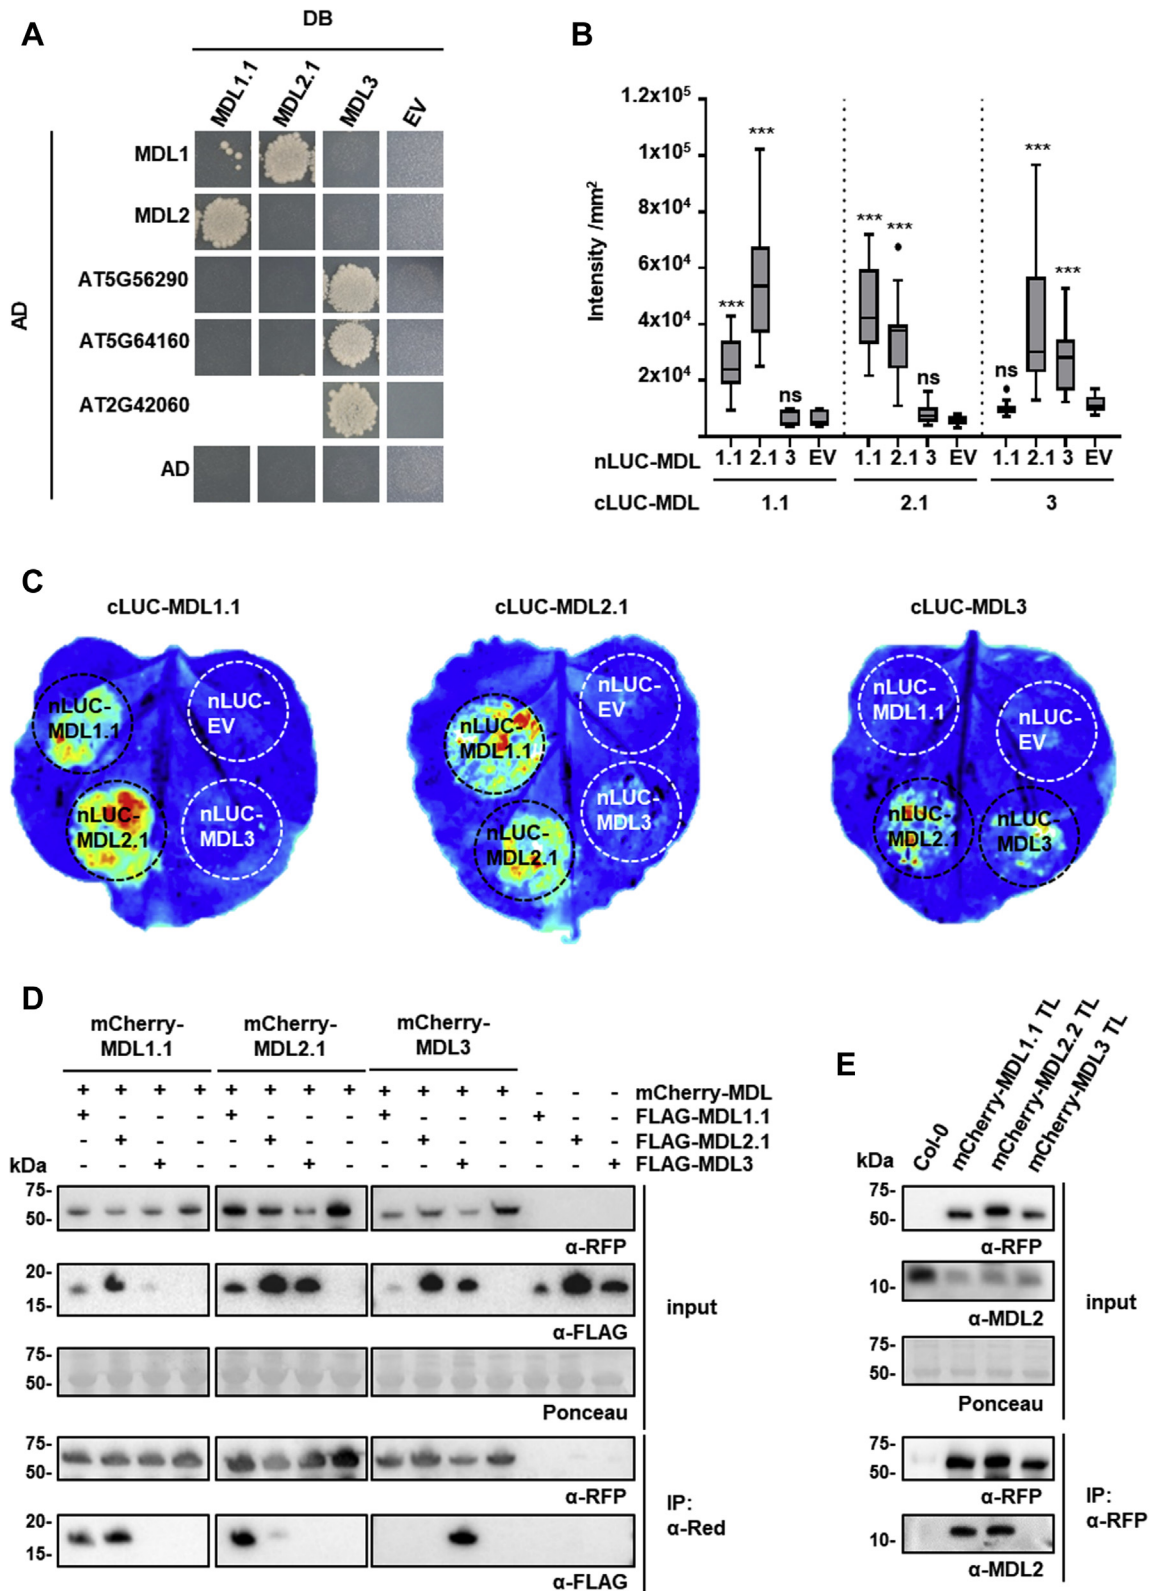 A
DB
MDL1.1 MDL2.1 MDL3 EV
AD
MDL1
MDL2
AT5G56290
AT5G64160
AT2G42060
AD
B
Intensity /mm²
1.2x10⁵
1x10⁵
8x10⁴
6x10⁴
4x10⁴
2x10⁴
*** *** ns
*** *** ns
ns *** ***
nLUC-MDL 1.1 2.1 3 EV 1.1 2.1 3 EV 1.1 2.1 3 EV
cLUC-MDL 1.1 2.1 3
C
cLUC-MDL1.1 cLUC-MDL2.1 cLUC-MDL3
nLUC-MDL1.1
nLUC-EV
nLUC-MDL2.1
nLUC-MDL3
nLUC-MDL1.1
nLUC-EV
nLUC-MDL2.1
nLUC-MDL3
nLUC-MDL1.1
nLUC-EV
nLUC-MDL2.1
nLUC-MDL3
D
mCherry-MDL1.1
mCherry-MDL2.1
mCherry-MDL3
+ + + + + + + + + + + + - - - mCherry-MDL
+ - - - + - - - + - - - + - - FLAG-MDL1.1
- + - - - + - - - + - - - + - FLAG-MDL2.1
- - + - - - + - - - + - - - + FLAG-MDL3
kDa
75-
50-
α-RFP
20-
15-
α-FLAG
75-
50-
Ponceau
input
75-
50-
α-RFP
20-
15-
α-FLAG
IP:
α-Red
E
Col-0
mCherry-MDL1.1 TL
mCherry-MDL2.2 TL
mCherry-MDL3 TL
kDa
75-
50-
α-RFP
10-
α-MDL2
75-
50-
Ponceau
input
75-
50-
α-RFP
10-
α-MDL2
IP:
α-RFP